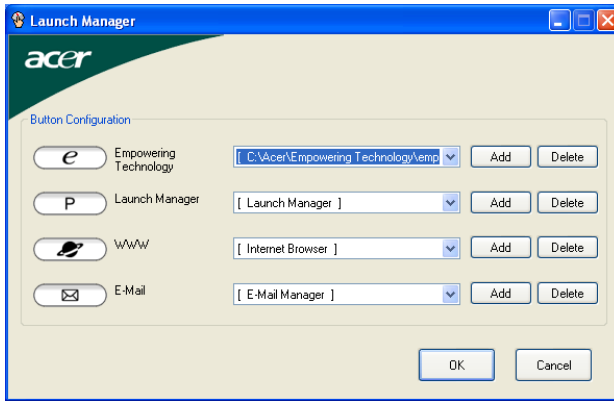 Launch Manager
acer
Button Configuration
e Empowering Technology [ C:\Acer\Empowering Technology\emp Add Delete
P Launch Manager [ Launch Manager ] Add Delete
WWW [ Internet Browser ] Add Delete
E-Mail [ E-Mail Manager ] Add Delete
OK Cancel